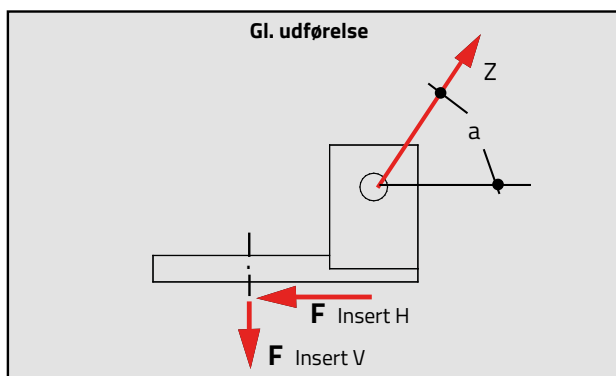 Gl. udførelse
Z
a
F Insert H
F Insert V